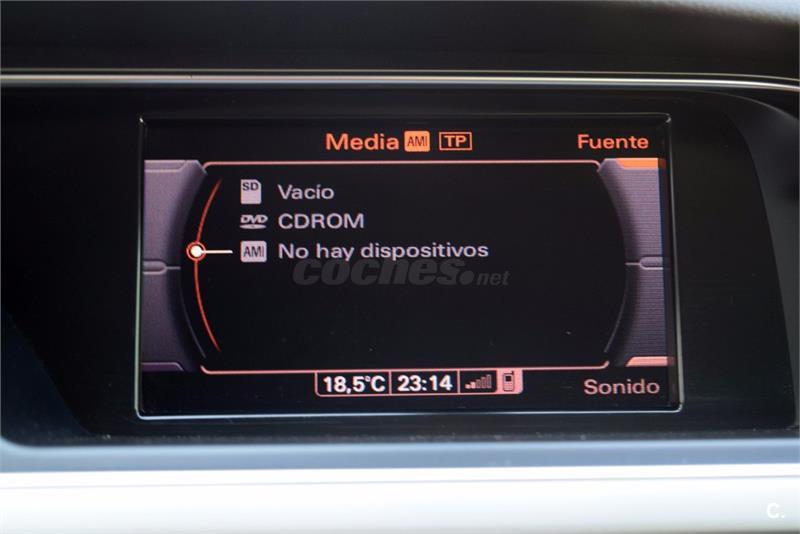 Media AMI TP Fuente
SD Vacío
DVD CDROM
AMI No hay dispositivos
coches.net
18,5°C 23:14
Sonido
C.